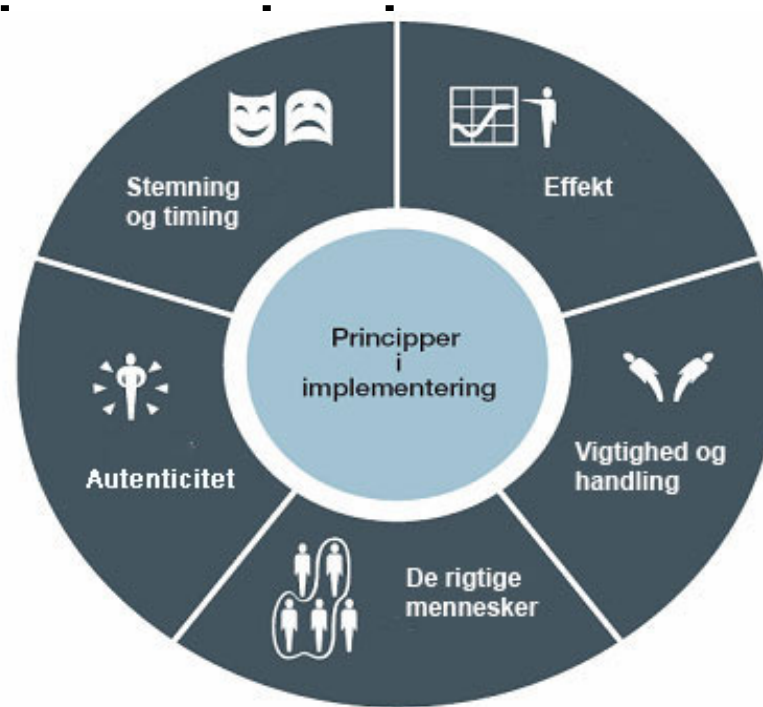 Stemning
og timing
Effekt
Principper
i
implementering
Vigtighed og
handling
Autenticitet
De rigtige
mennesker